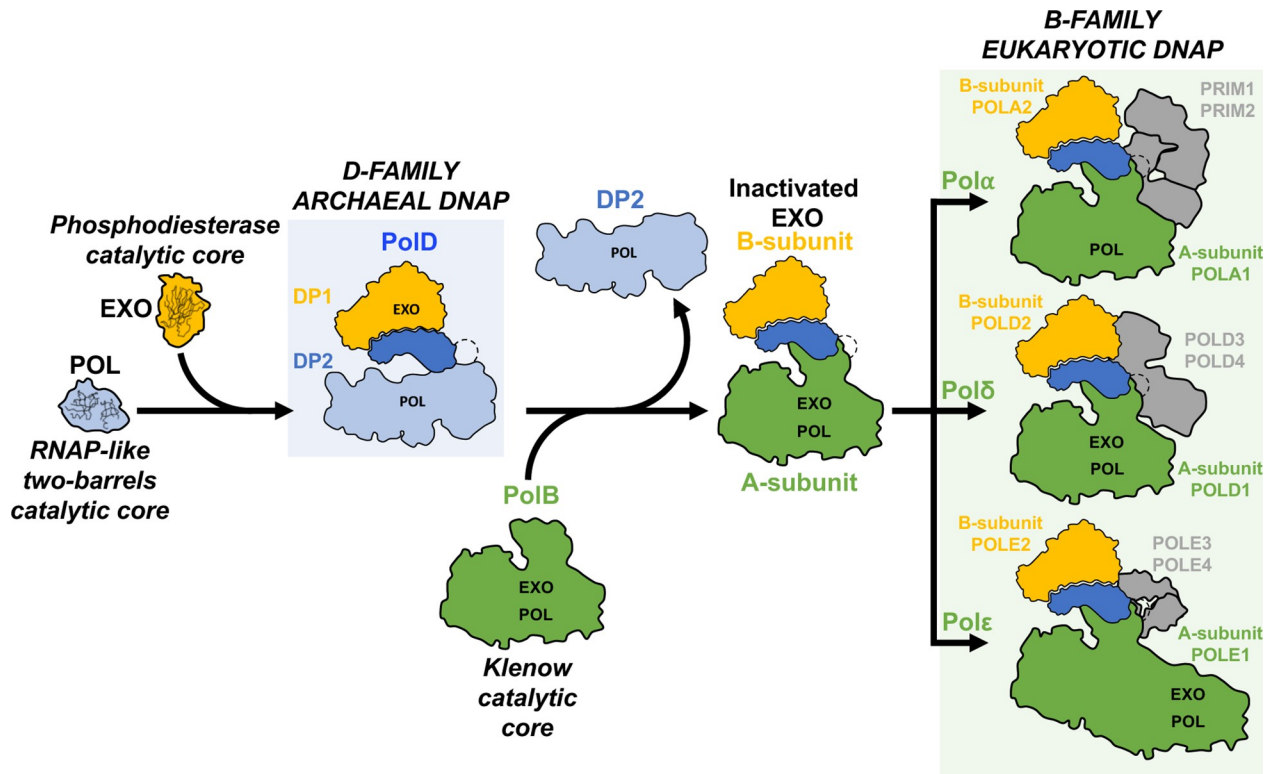 Phosphodiesterase
catalytic core
EXO
POL
RNAP-like
two-barrels
catalytic core
D-FAMILY
ARCHAEAL DNAP
PolD
DP1
EXO
DP2
POL
DP2
POL
PolB
EXO
POL
Klenow
catalytic
core
Inactivated
EXO
B-subunit
EXO
POL
A-subunit
B-FAMILY
EUKARYOTIC DNAP
B-subunit
POLA2
PRIM1
PRIM2
Polα
POL
A-subunit
POLA1
B-subunit
POLD2
POLD3
POLD4
Polδ
EXO
POL
A-subunit
POLD1
B-subunit
POLE2
POLE3
POLE4
Polε
A-subunit
POLE1
EXO
POL